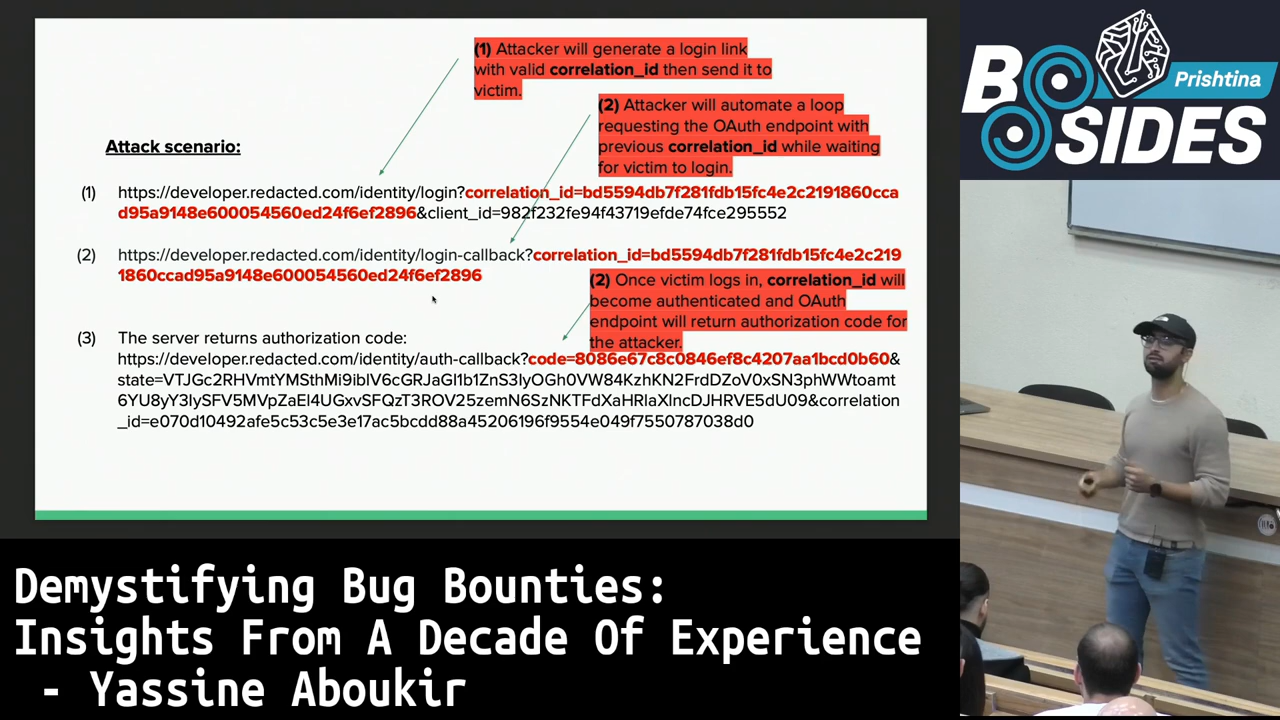 (1) Attacker will generate a login link
with valid correlation_id then send it to
victim.
(2) Attacker will automate a loop
requesting the OAuth endpoint with
previous correlation_id while waiting
for victim to login.
Attack scenario:
(1) https://developer.redacted.com/identity/login?correlation_id=bd5594db7f281fdb15fc4e2c2191860cca
d95a9148e600054560ed24f6ef2896&client_id=982f232fe94f43719efde74fce295552
(2) https://developer.redacted.com/identity/login-callback?correlation_id=bd5594db7f281fdb15fc4e2c219
1860ccad95a9148e600054560ed24f6ef2896
(2) Once victim logs in, correlation_id will
become authenticated and OAuth
endpoint will return authorization code for
the attacker.
(3) The server returns authorization code:
https://developer.redacted.com/identity/auth-callback?code=8086e67c8c0846ef8c4207aa1bcd0b60&
correlation
_id=e070d10492afe5c53c5e3e17ac5bcdd88a45206196f9554e049f7550787038d0
BSIDES
Prishtina
Demystifying Bug Bounties:
Insights From A Decade Of Experience
- Yassine Aboukir